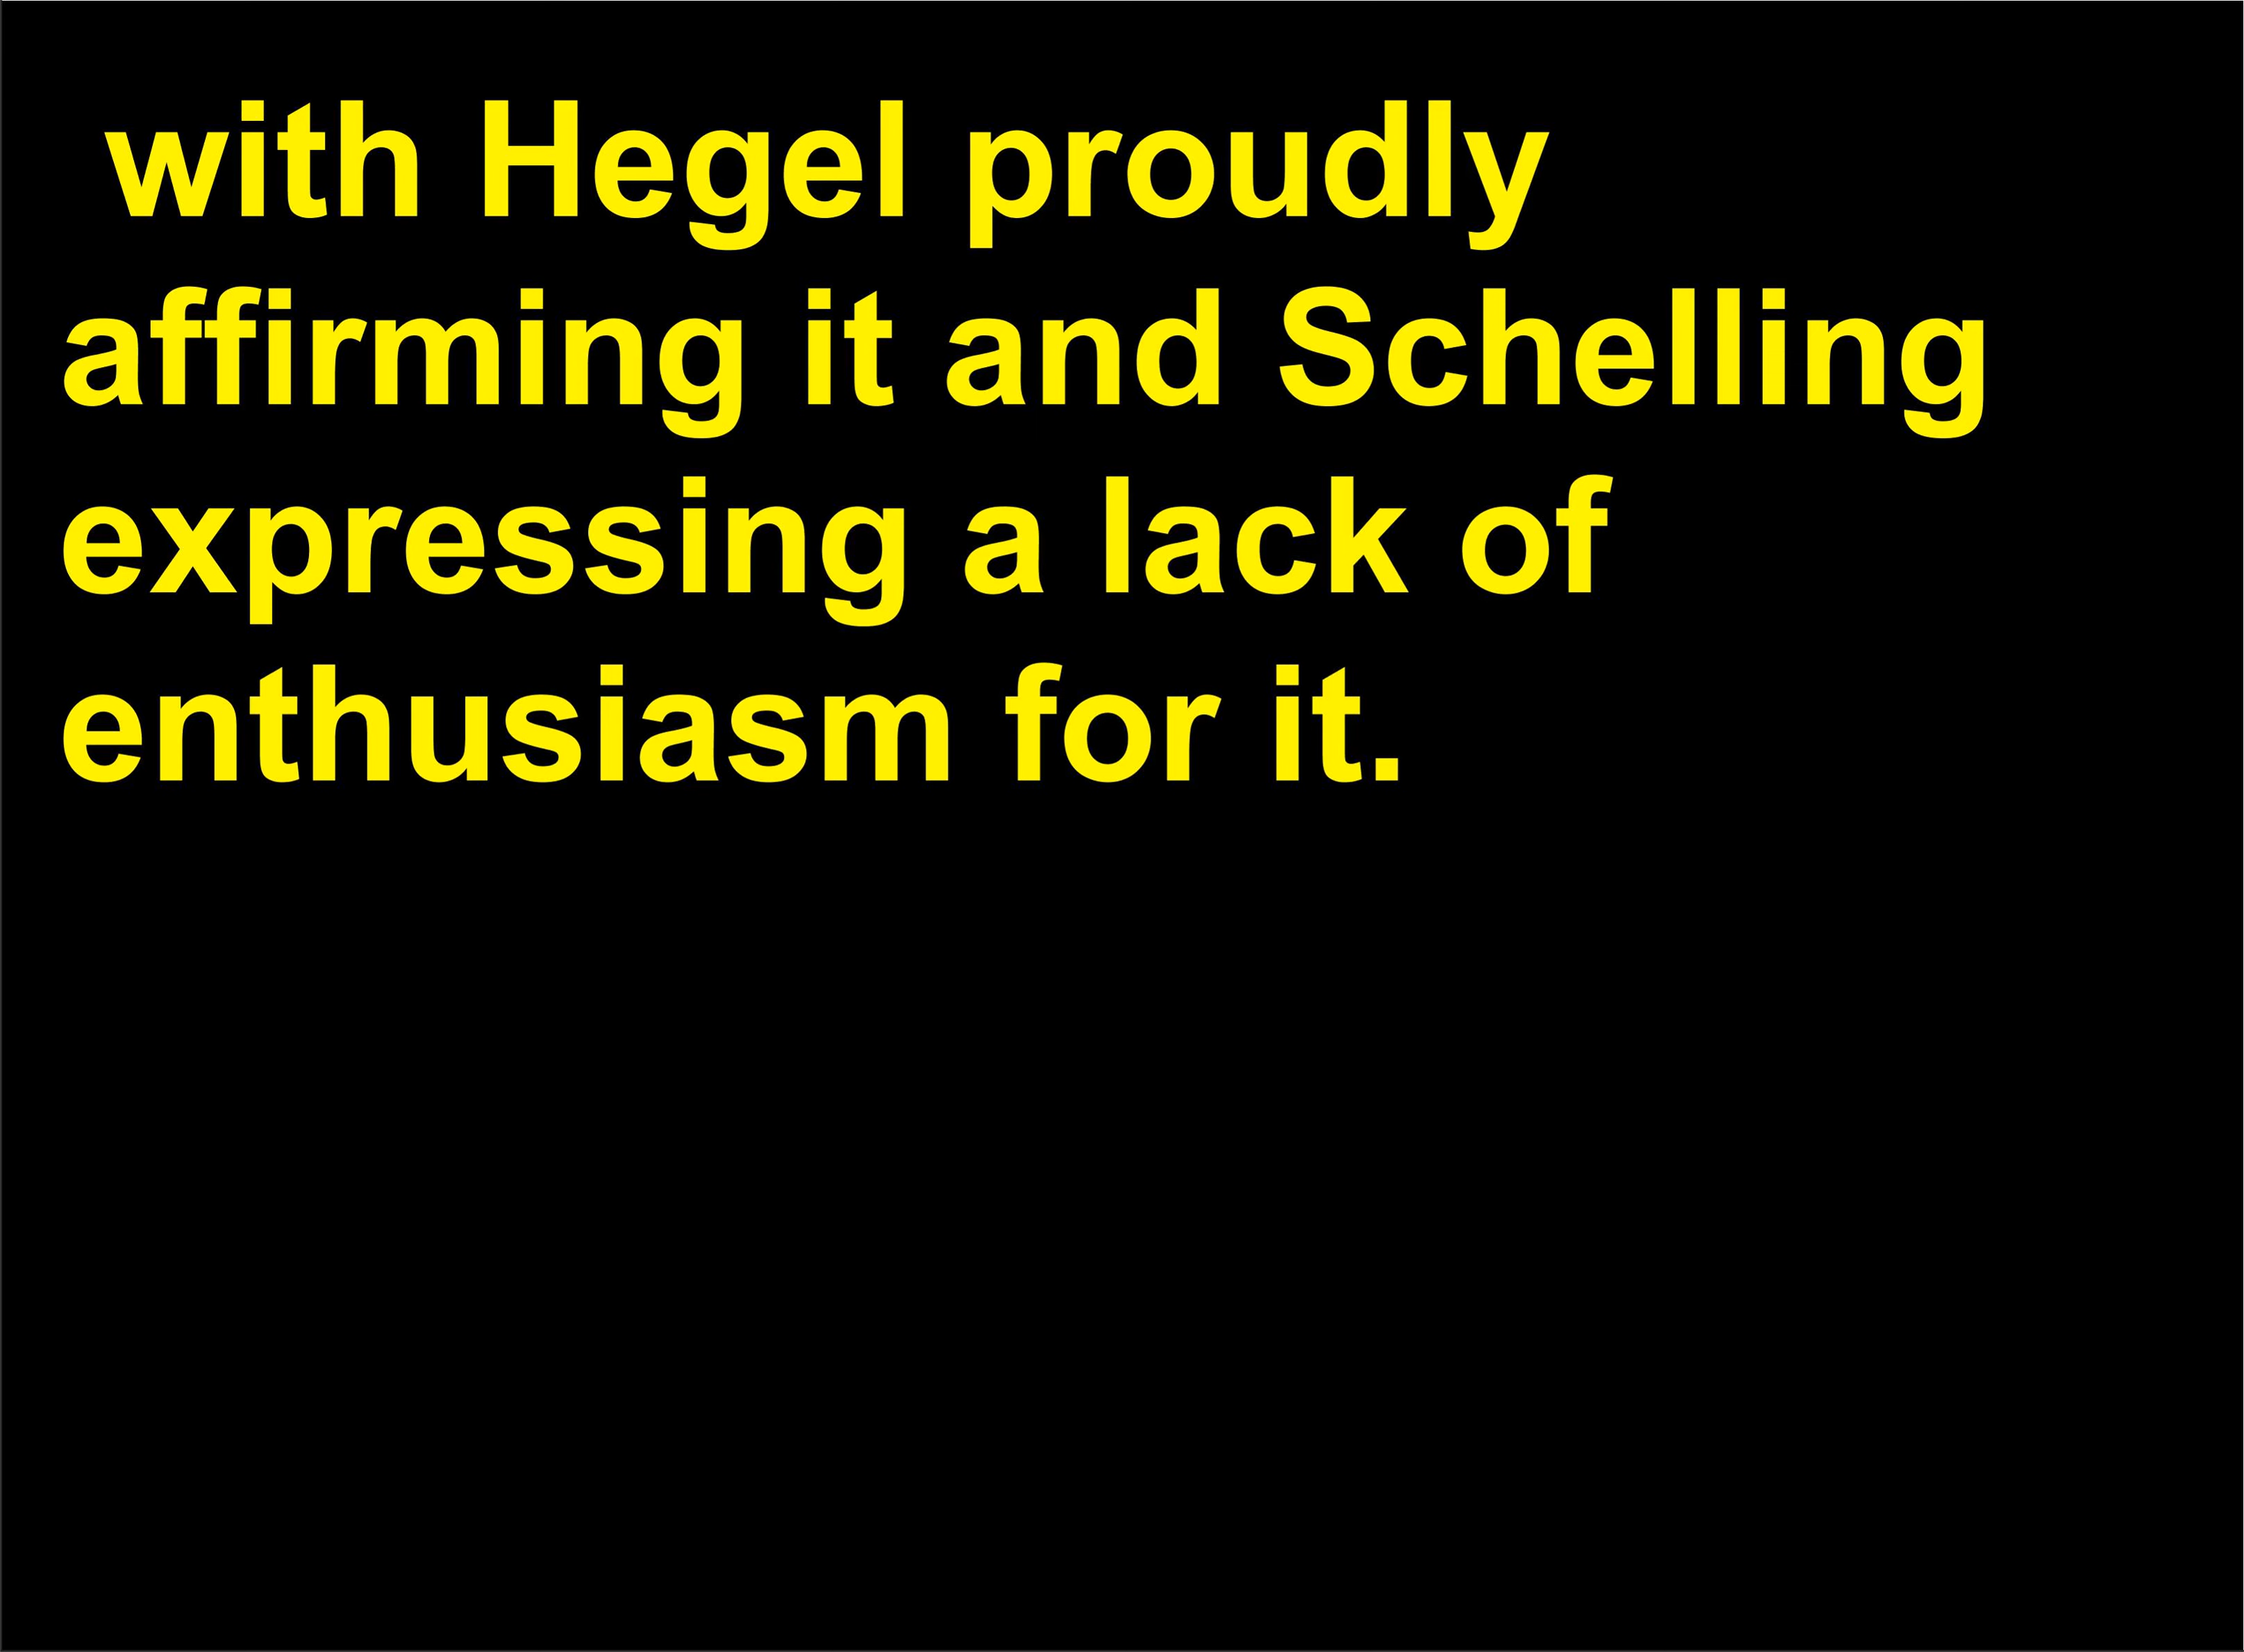 with Hegel proudly
affirming it and Schelling
expressing a lack of
enthusiasm for it.